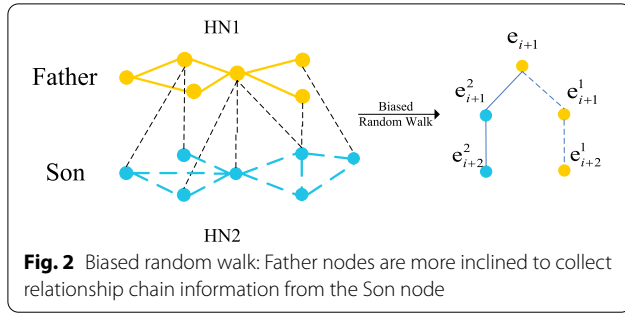 HN1
Father
Son
HN2
Biased
Random Walk
e_{i+1}
e^2_{i+1}
e^1_{i+1}
e^2_{i+2}
e^1_{i+2}
Fig. 2 Biased random walk: Father nodes are more inclined to collect
relationship chain information from the Son node